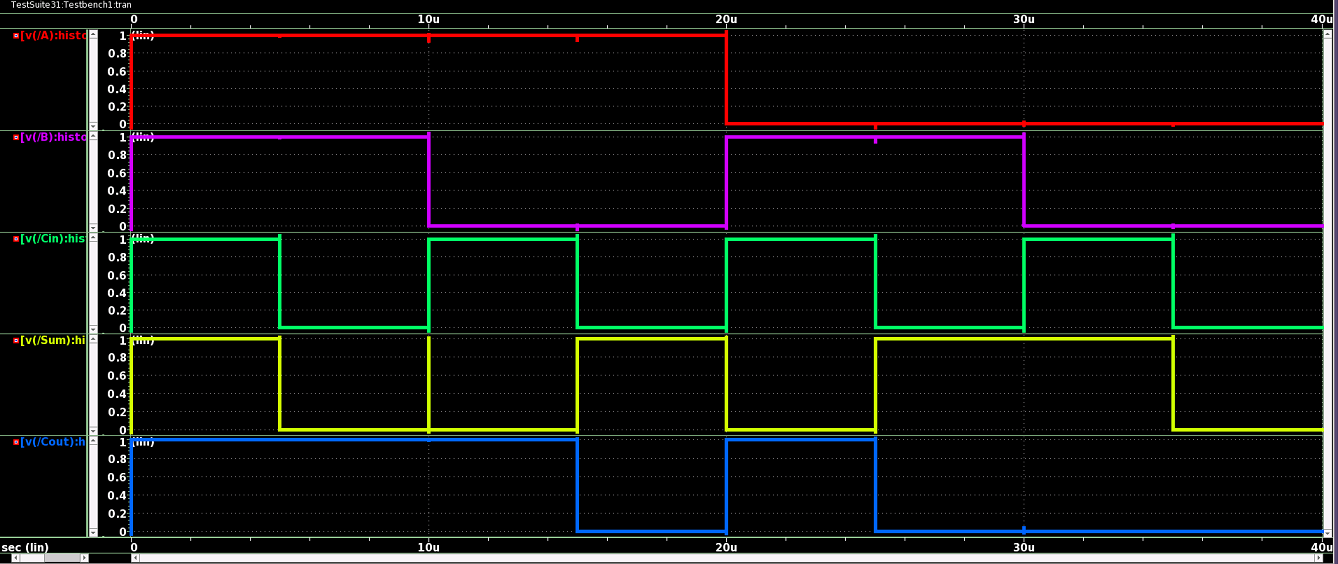 TestSuite31:Testbench1:tran
0 10u 20u 30u 40u
[v(/A):histo
1 (lin)
0.8
0.6
0.4
0.2
0
[v(/B):histo
1 (lin)
0.8
0.6
0.4
0.2
0
[v(/Cin):his
1 (lin)
0.8
0.6
0.4
0.2
0
[v(/Sum):hi
1 (lin)
0.8
0.6
0.4
0.2
0
[v(/Cout):h
1 (lin)
0.8
0.6
0.4
0.2
0
sec (lin) 0 10u 20u 30u 40u